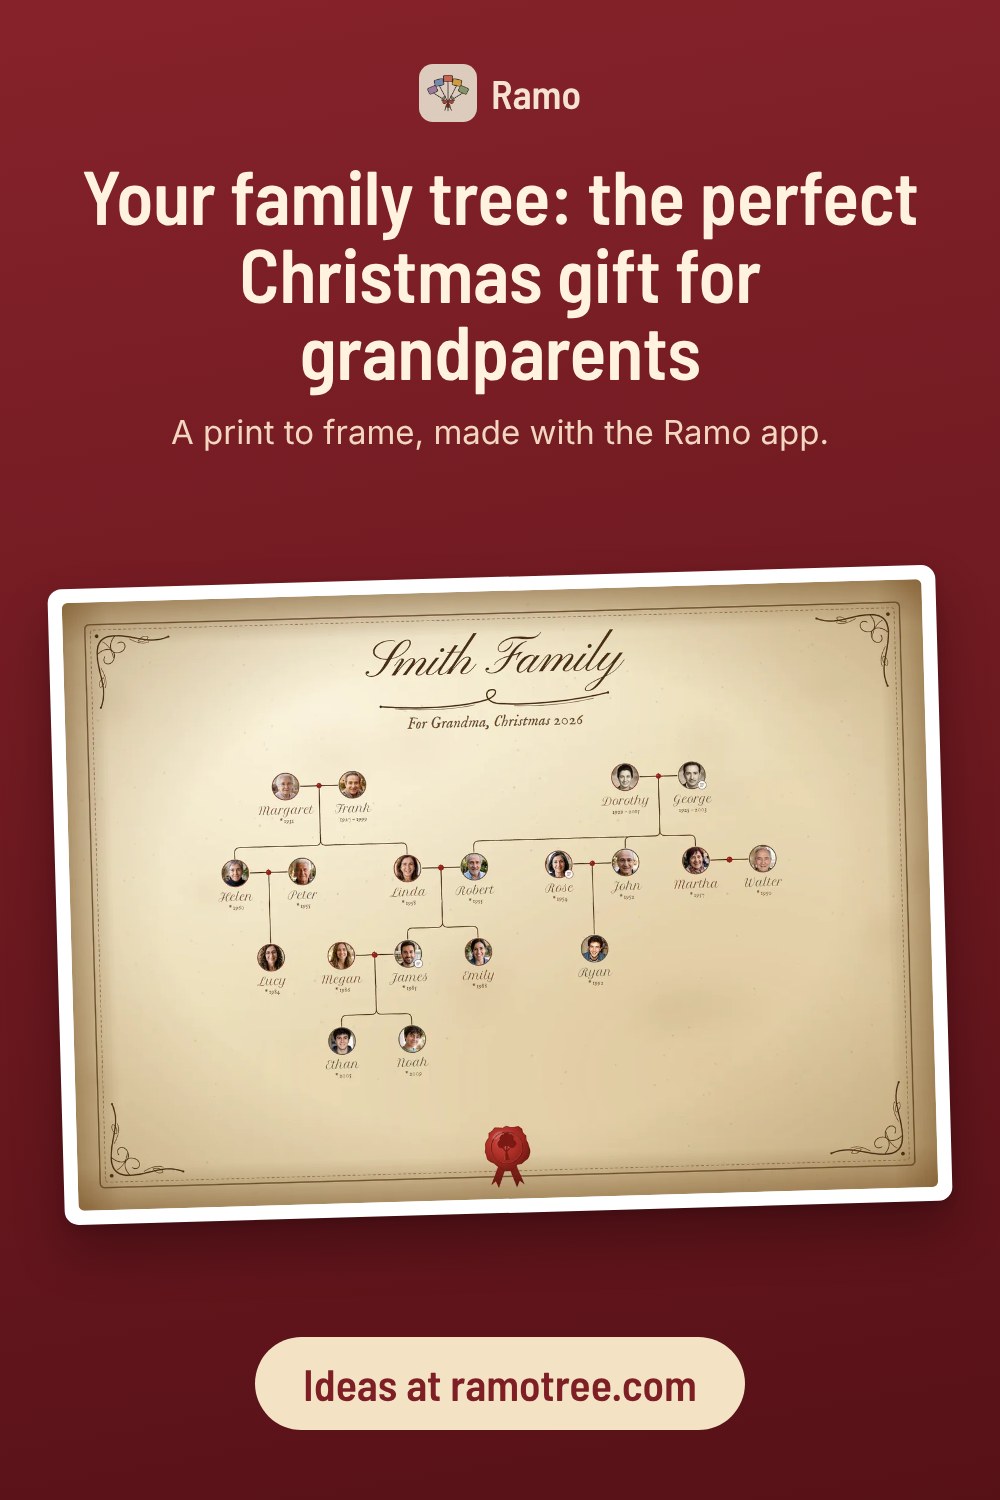 Ramo
Your family tree: the perfect
Christmas gift for
grandparents
A print to frame, made with the Ramo app.
Smith Family
For Grandma, Christmas 2026
Margaret Frank
Dorothy George
Helen Peter Linda Robert Rose John Martha Walter
Lucy Megan James Emily Ryan
Ethan Noah
Ideas at ramotree.com